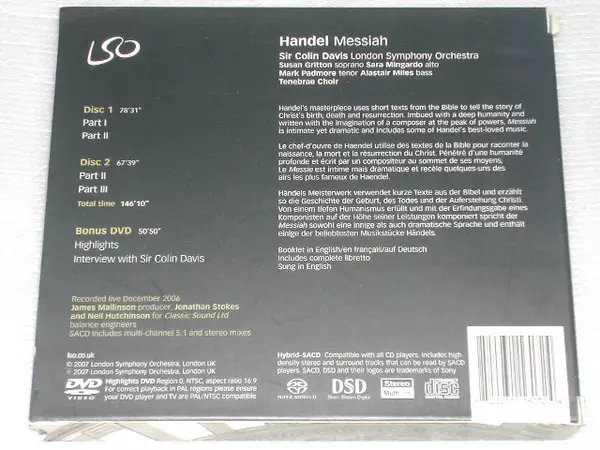 LSO
Handel Messiah
Sir Colin Davis London Symphony Orchestra
Susan Gritton soprano Sara Mingardo alto
Mark Padmore tenor Alastair Miles bass
Tenebrae Choir
Disc 1 78'31"
Part I
Part II
Disc 2 67'39"
Part II
Part III
Total time 146'10"
Bonus DVD 50'50"
Highlights
Interview with Sir Colin Davis
Handel's masterpiece uses short texts from the Bible to tell the story of
Christ's birth, death and resurrection. Imbued with a deep humanity and
written with the imagination of a composer at the peak of powers, Messiah
is intimate yet dramatic and includes some of Handel's best-loved music.
Le chef-d'ouvre de Haendel utilise des textes de la Bible pour raconter la
naissance, la mort et la résurrection du Christ. Pénétré d'une humanité
profonde et écrit par un compositeur au sommet de ses moyens,
Le Messie est intime mais dramatique et recèle quelques-uns des
airs les plus fameux de Haendel.
Händels Meisterwerk verwendet kurze Texte aus der Bibel und erzählt
so die Geschichte der Geburt, des Todes und der Auferstehung Christi.
Von einem tiefen Humanismus erfüllt und mit der Erfindungsgabe eines
Komponisten auf der Höhe seiner Leistungen komponiert spricht der
Messiah sowohl eine innige als auch dramatische Sprache und enthält
einige der beliebtesten Musikstücke Händels.
Booklet in English/en français/auf Deutsch
Includes complete libretto
Sung in English
Recorded live December 2006
James Mallinson producer, Jonathan Stokes
and Neil Hutchinson for Classic Sound Ltd
balance engineers
SACD includes multi-channel 5.1 and stereo mixes
lso.co.uk
℗ 2007 London Symphony Orchestra, London UK
© 2007 London Symphony Orchestra, London UK
DVD VIDEO
Highlights DVD Region 0, NTSC, aspect ratio 16.9
For correct playback in PAL regions please ensure
your DVD player and TV are PAL/NTSC compatible
Hybrid-SACD Compatible with all CD players. Includes high
density stereo and surround tracks that can be read by SACD
players. SACD, DSD and their logos are trademarks of Sony
SUPER AUDIO CD
DSD
Direct Stream Digital
Stereo
Multi-ch
COMPACT disc DIGITAL AUDIO